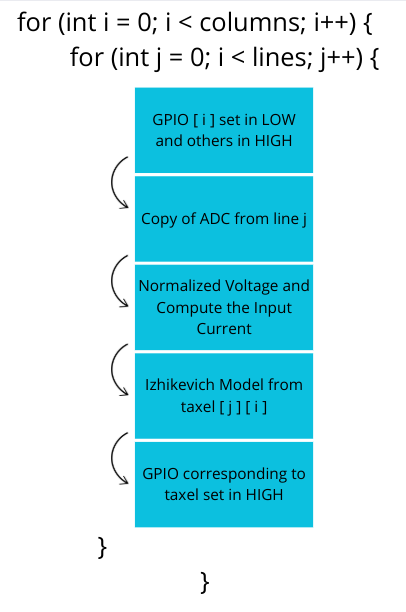 for (int i = 0; i < columns; i++) {
for (int j = 0; i < lines; j++) {
GPIO [ i ] set in LOW
and others in HIGH
Copy of ADC from line j
Normalized Voltage and
Compute the Input
Current
Izhikevich Model from
taxel [ j ] [ i ]
GPIO corresponding to
taxel set in HIGH
}
}